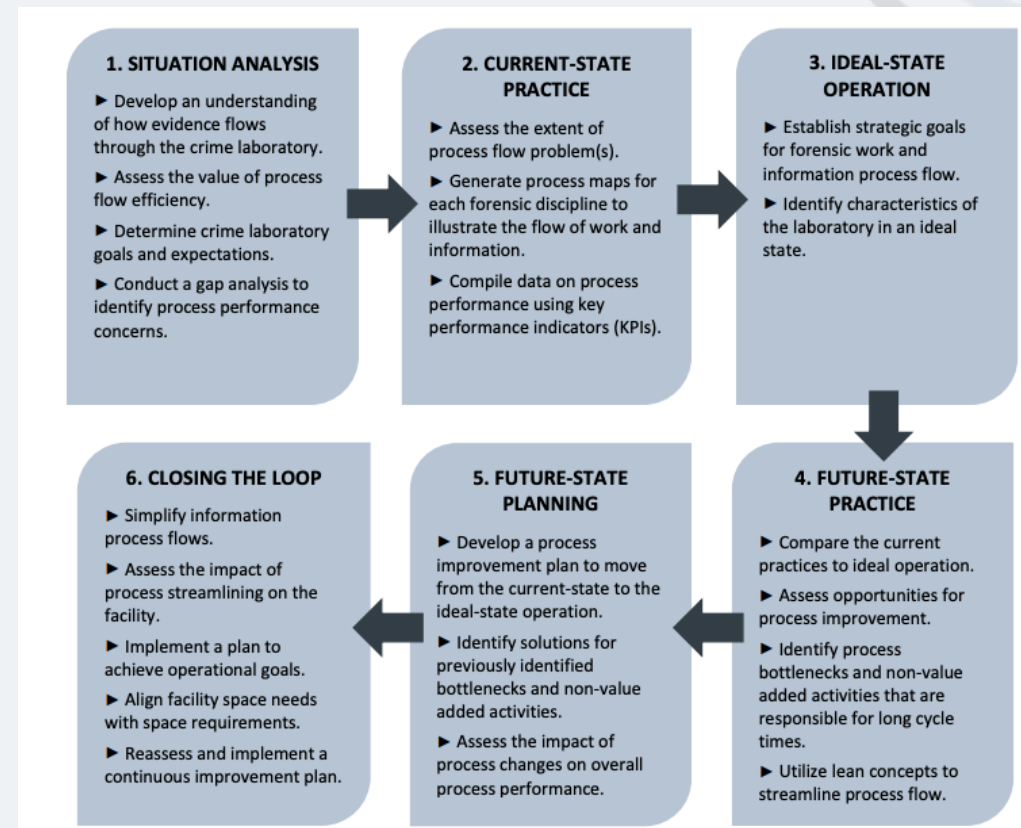 1. SITUATION ANALYSIS
► Develop an understanding
of how evidence flows
through the crime laboratory.
► Assess the value of process
flow efficiency.
► Determine crime laboratory
goals and expectations.
► Conduct a gap analysis to
identify process performance
concerns.
2. CURRENT-STATE
PRACTICE
► Assess the extent of
process flow problem(s).
► Generate process maps for
each forensic discipline to
illustrate the flow of work and
information.
► Compile data on process
performance using key
performance indicators (KPIs).
3. IDEAL-STATE
OPERATION
► Establish strategic goals
for forensic work and
information process flow.
► Identify characteristics of
the laboratory in an ideal
state.
4. FUTURE-STATE
PRACTICE
► Compare the current
practices to ideal operation.
► Assess opportunities for
process improvement.
► Identify process
bottlenecks and non-value
added activities that are
responsible for long cycle
times.
► Utilize lean concepts to
streamline process flow.
5. FUTURE-STATE
PLANNING
► Develop a process
improvement plan to move
from the current-state to the
ideal-state operation.
► Identify solutions for
previously identified
bottlenecks and non-value
added activities.
► Assess the impact of
process changes on overall
process performance.
6. CLOSING THE LOOP
► Simplify information
process flows.
► Assess the impact of
process streamlining on the
facility.
► Implement a plan to
achieve operational goals.
► Align facility space needs
with space requirements.
► Reassess and implement a
continuous improvement plan.